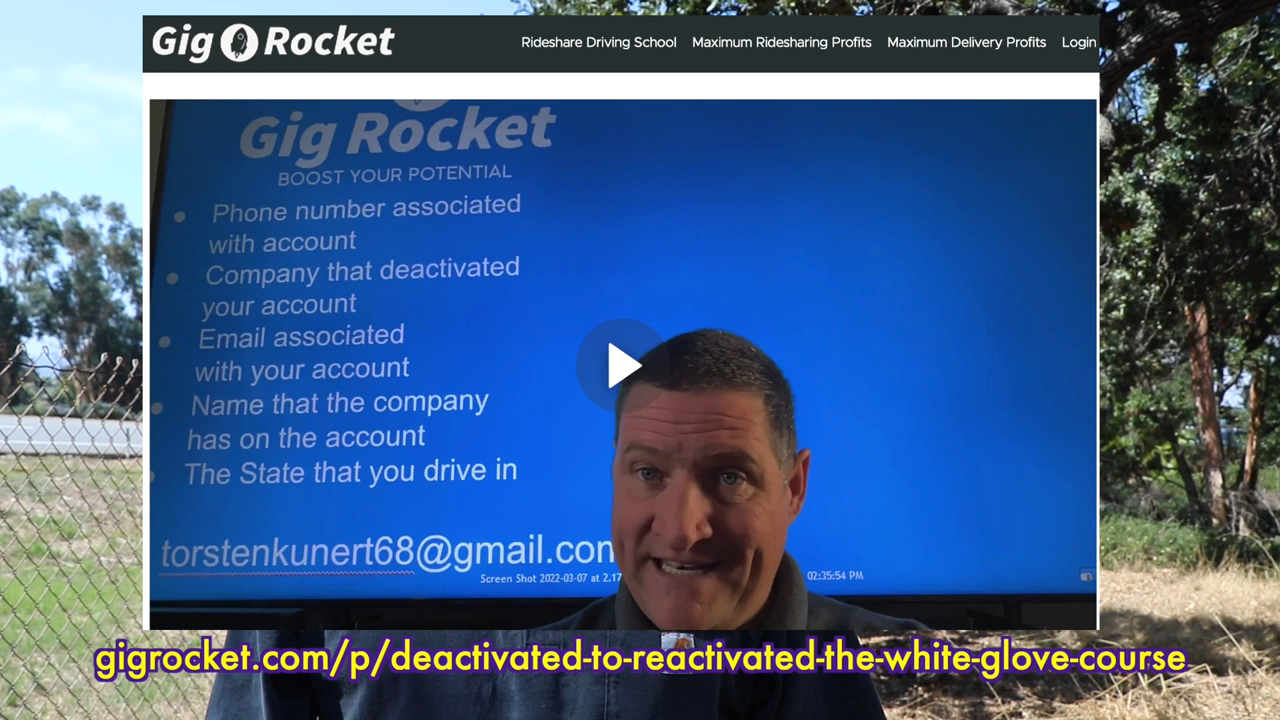 Gig Rocket
Rideshare Driving School Maximum Ridesharing Profits Maximum Delivery Profits Login
Gig Rocket
BOOST YOUR POTENTIAL
• Phone number associated
with account
• Company that deactivated
your account
• Email associated
with your account
• Name that the company
has on the account
• The State that you drive in
torstenkunert68@gmail.com
Screen Shot 2022-03-07 at 2.17
02:35:54 PM
gigrocket.com/p/deactivated-to-reactivated-the-white-glove-course